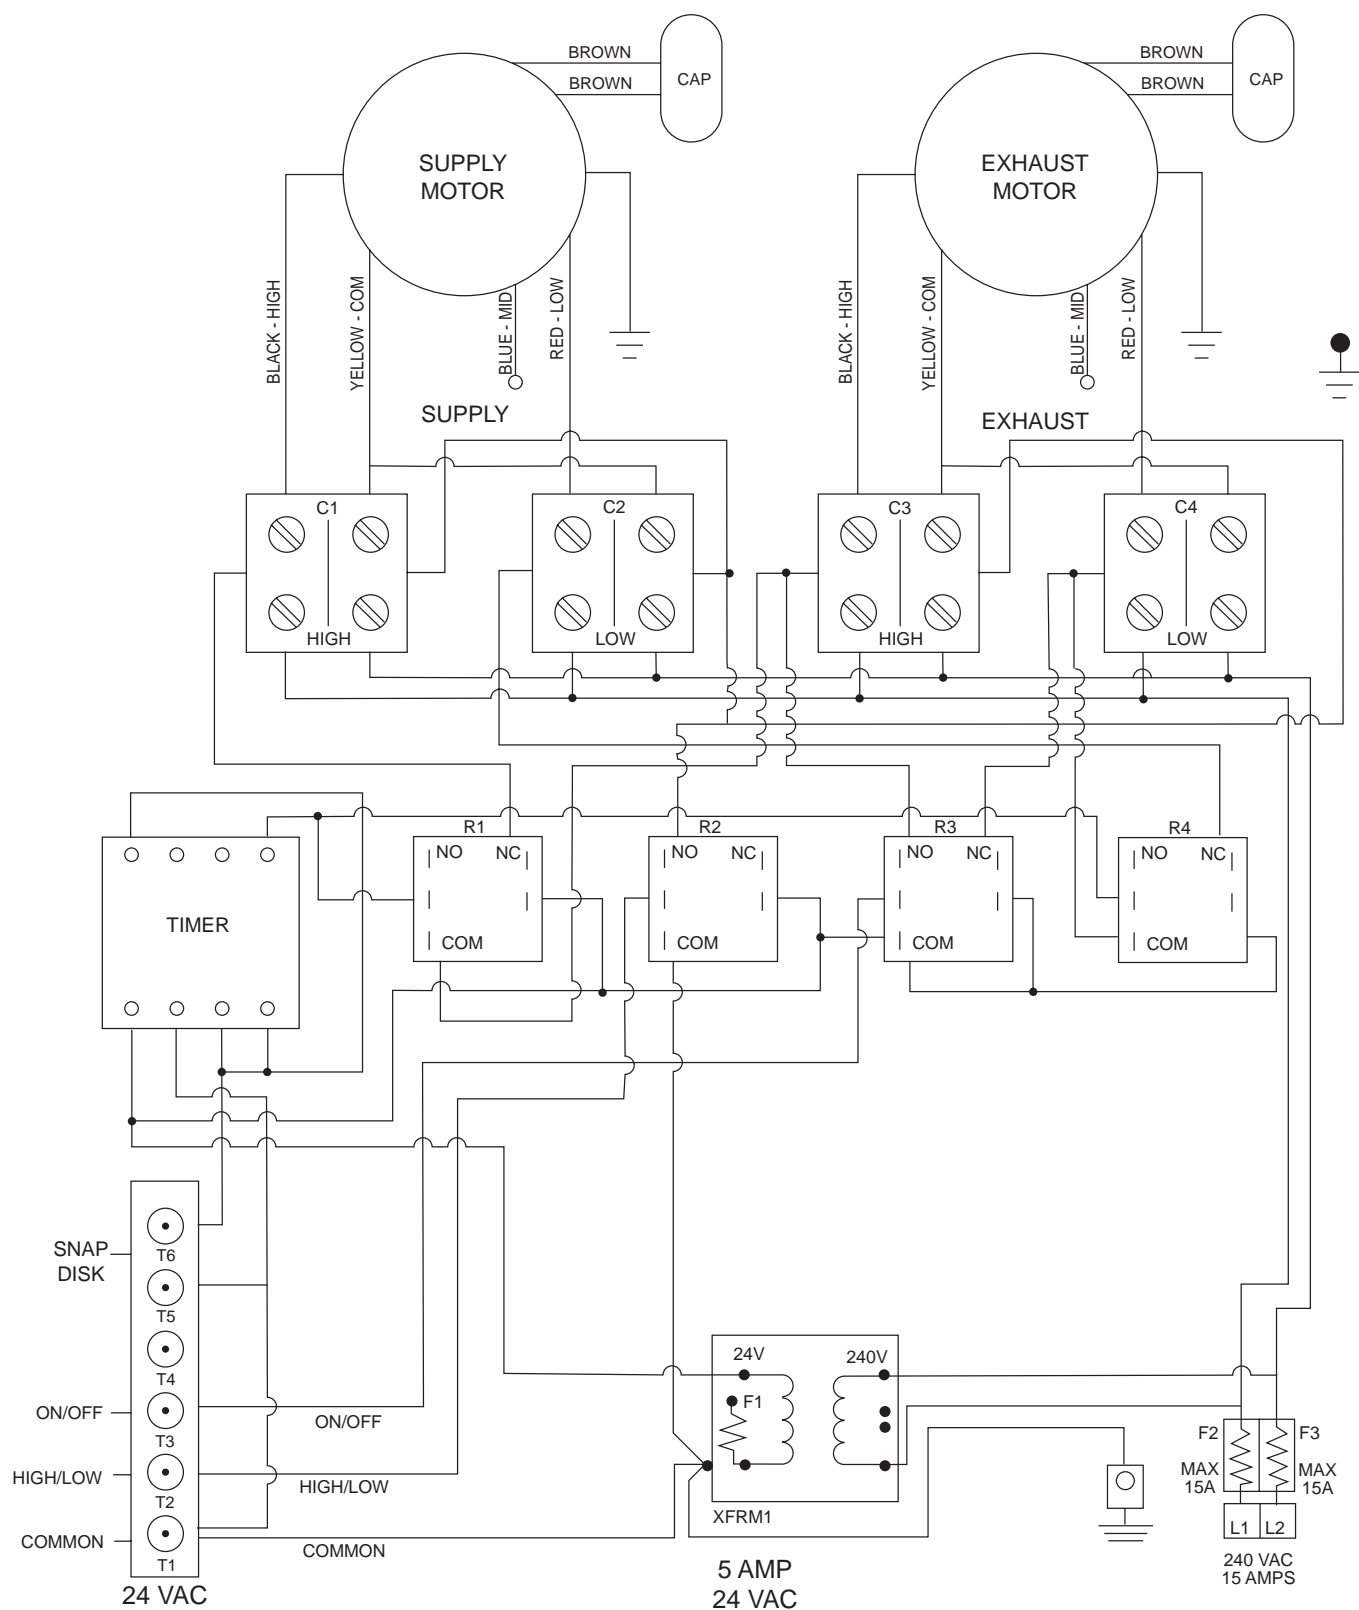 BROWN
BROWN
CAP
SUPPLY
MOTOR
BLACK - HIGH
YELLOW - COM
BLUE - MID
RED - LOW
SUPPLY
BROWN
BROWN
CAP
EXHAUST
MOTOR
BLACK - HIGH
YELLOW - COM
BLUE - MID
RED - LOW
EXHAUST
C1
HIGH
C2
LOW
C3
HIGH
C4
LOW
TIMER
R1
NO NC
COM
R2
NO NC
COM
R3
NO NC
COM
R4
NO NC
COM
SNAP
DISK
ON/OFF
HIGH/LOW
COMMON
T6
T5
T4
T3
T2
T1
24 VAC
ON/OFF
HIGH/LOW
COMMON
24V
240V
F1
XFRM1
5 AMP
24 VAC
F2
F3
MAX
15A
MAX
15A
L1 L2
240 VAC
15 AMPS